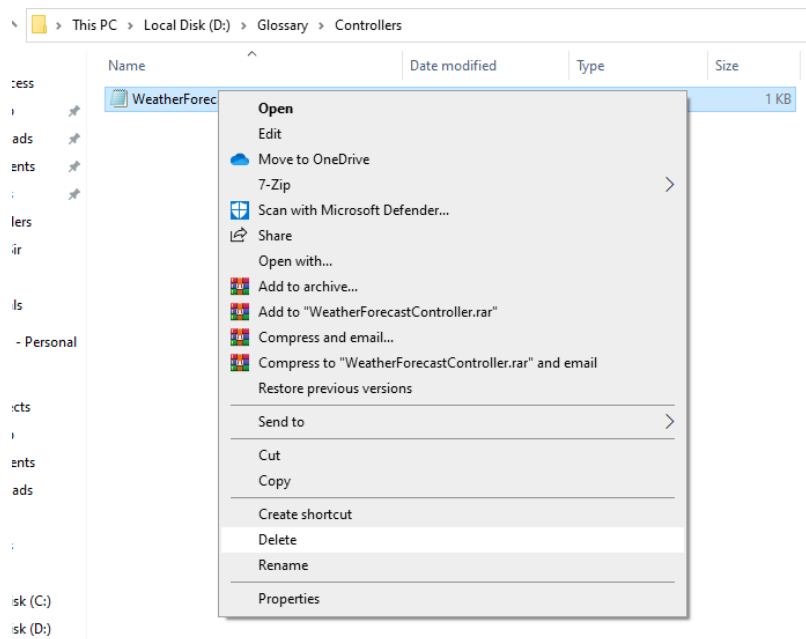 This PC > Local Disk (D:) > Glossary > Controllers
Name Date modified Type Size
WeatherForec 1 KB
cess
ads
ents
lers
ir
ls
- Personal
ects
ents
ads
isk (C:)
isk (D:)
Open
Edit
Move to OneDrive
7-Zip
Scan with Microsoft Defender...
Share
Open with...
Add to archive...
Add to "WeatherForecastController.rar"
Compress and email...
Compress to "WeatherForecastController.rar" and email
Restore previous versions
Send to
Cut
Copy
Create shortcut
Delete
Rename
Properties